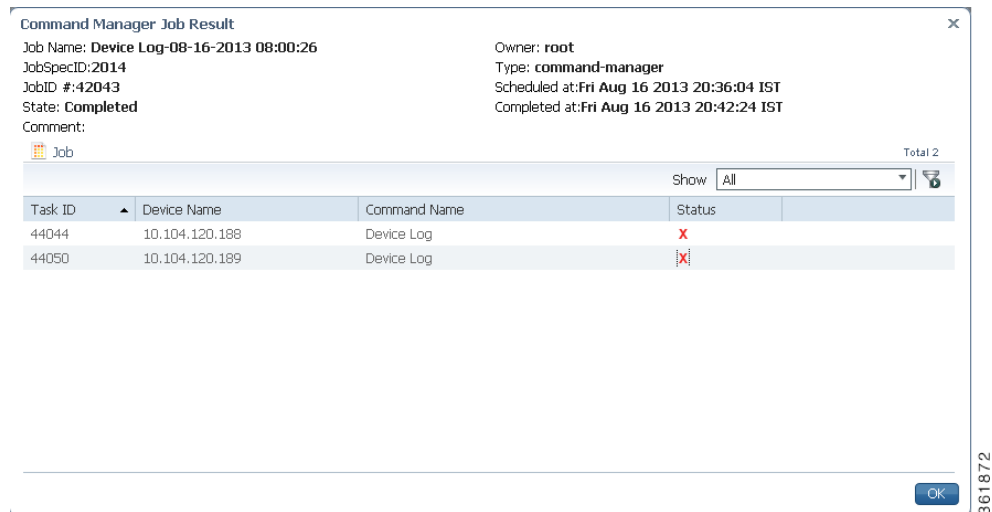 Command Manager Job Result
Job Name: Device Log-08-16-2013 08:00:26
Owner: root
JobSpecID:2014
Type: command-manager
JobID #:42043
Scheduled at:Fri Aug 16 2013 20:36:04 IST
State: Completed
Completed at:Fri Aug 16 2013 20:42:24 IST
Comment:
Job
Total 2
Show All
Task ID Device Name Command Name Status
44044 10.104.120.188 Device Log X
44050 10.104.120.189 Device Log X
OK
361872